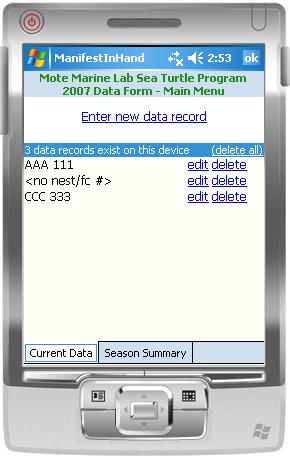 ManifestInHand 2:53 ok
Mote Marine Lab Sea Turtle Program
2007 Data Form - Main Menu
Enter new data record
3 data records exist on this device (delete all)
AAA 111 edit delete
<no nest/fc #> edit delete
CCC 333 edit delete
Current Data Season Summary